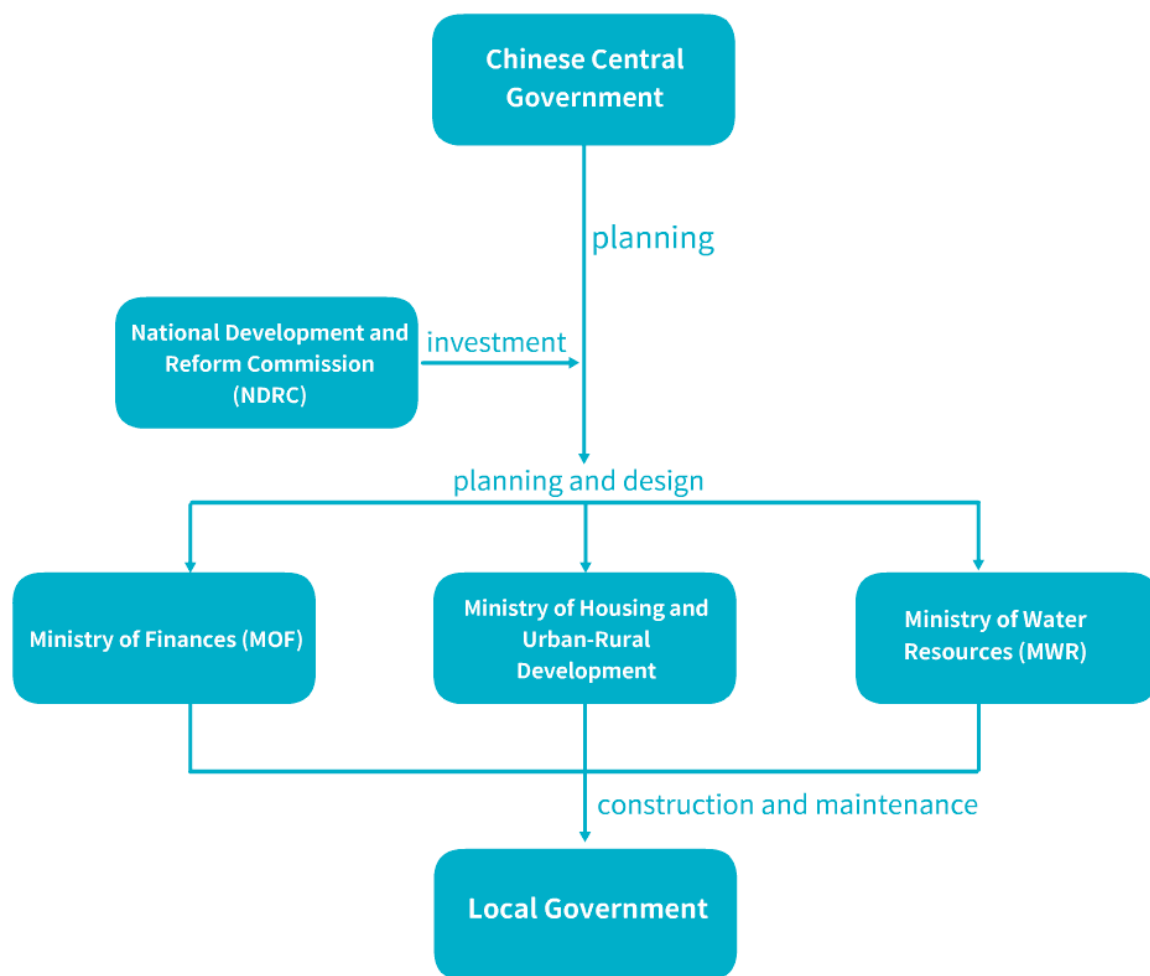 Chinese Central
Government
planning
National Development and
Reform Commission
(NDRC)
investment
planning and design
Ministry of Finances (MOF)
Ministry of Housing and
Urban-Rural
Development
Ministry of Water
Resources (MWR)
construction and maintenance
Local Government